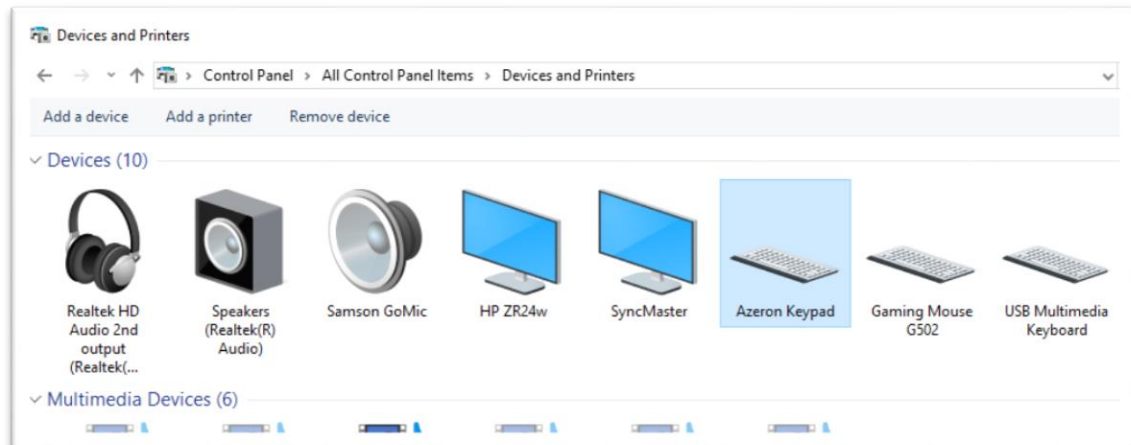 Devices and Printers
Control Panel > All Control Panel Items > Devices and Printers
Add a device Add a printer Remove device
Devices (10)
Realtek HD
Audio 2nd
output
(Realtek(...
Speakers
(Realtek(R)
Audio)
Samson GoMic
HP ZR24w
SyncMaster
Azeron Keypad
Gaming Mouse
G502
USB Multimedia
Keyboard
Multimedia Devices (6)